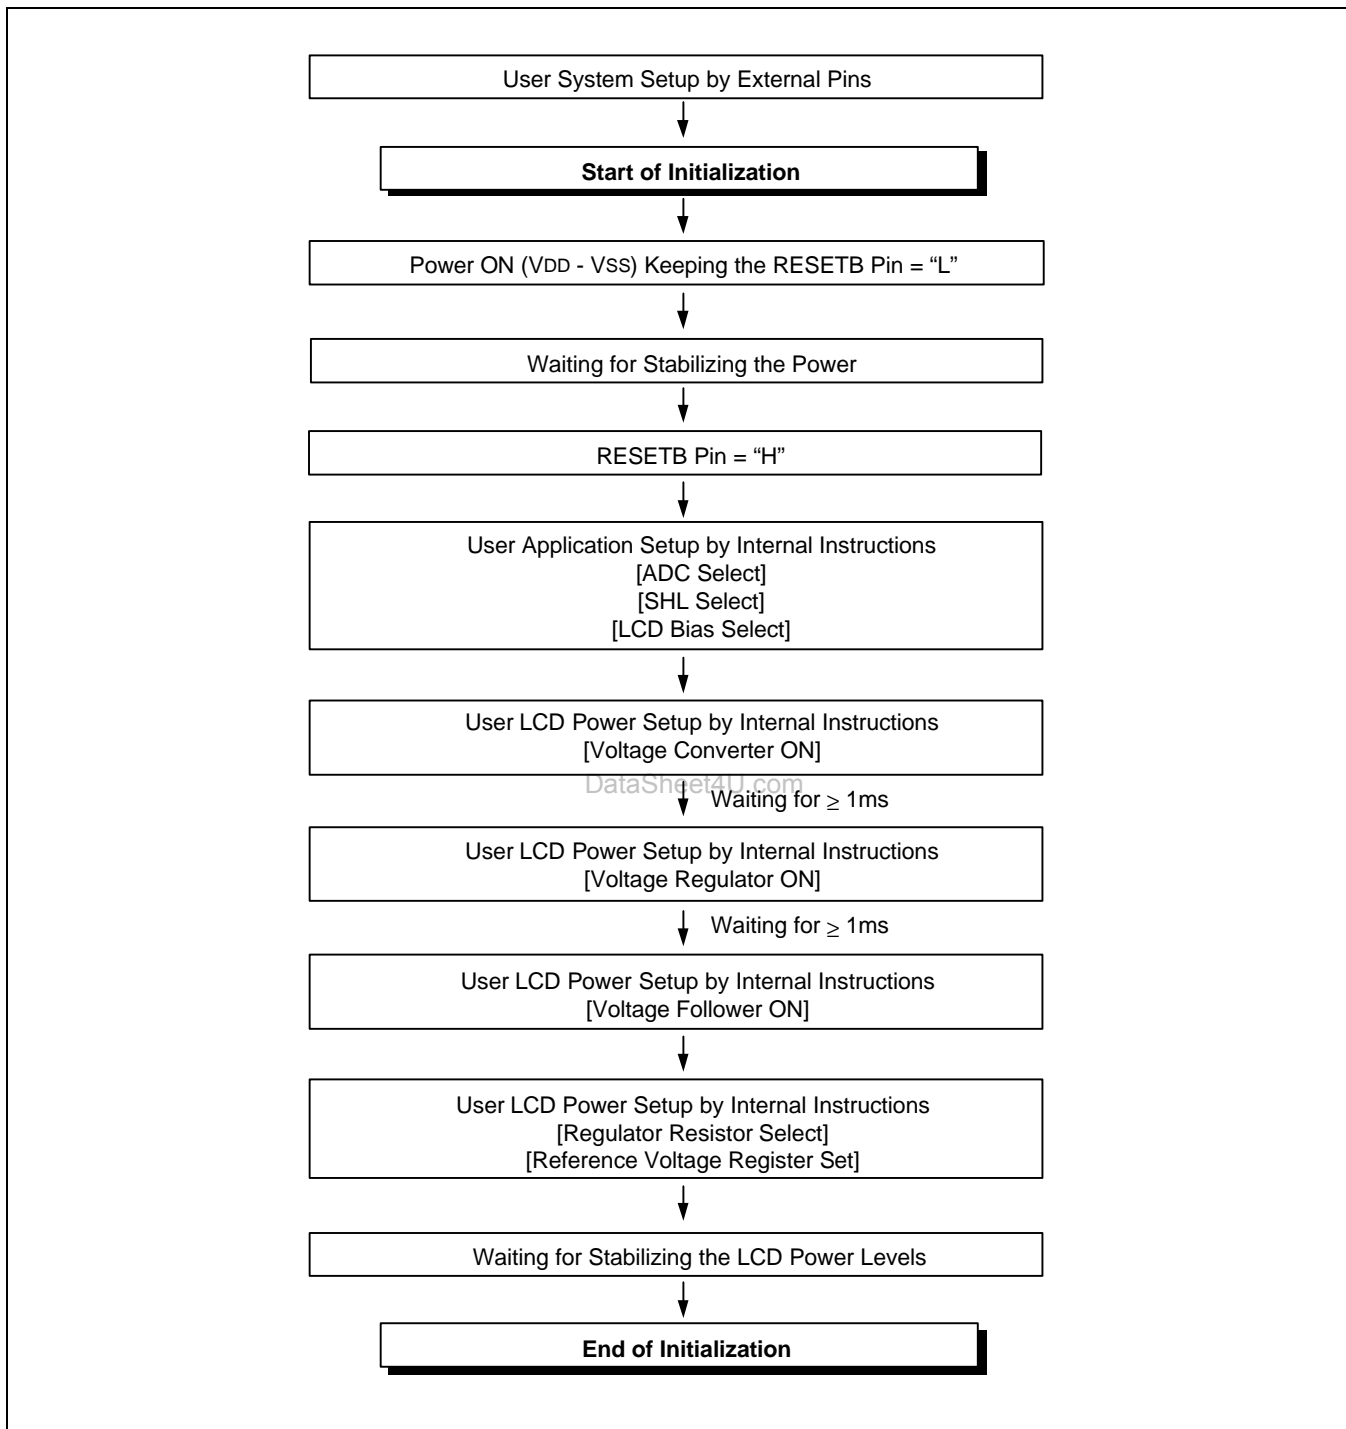 User System Setup by External Pins
Start of Initialization
Power ON (VDD - VSS) Keeping the RESETB Pin = “L”
Waiting for Stabilizing the Power
RESETB Pin = “H”
User Application Setup by Internal Instructions
[ADC Select]
[SHL Select]
[LCD Bias Select]
User LCD Power Setup by Internal Instructions
[Voltage Converter ON]
DataSheet4U.com
Waiting for ≥ 1ms
User LCD Power Setup by Internal Instructions
[Voltage Regulator ON]
Waiting for ≥ 1ms
User LCD Power Setup by Internal Instructions
[Voltage Follower ON]
User LCD Power Setup by Internal Instructions
[Regulator Resistor Select]
[Reference Voltage Register Set]
Waiting for Stabilizing the LCD Power Levels
End of Initialization